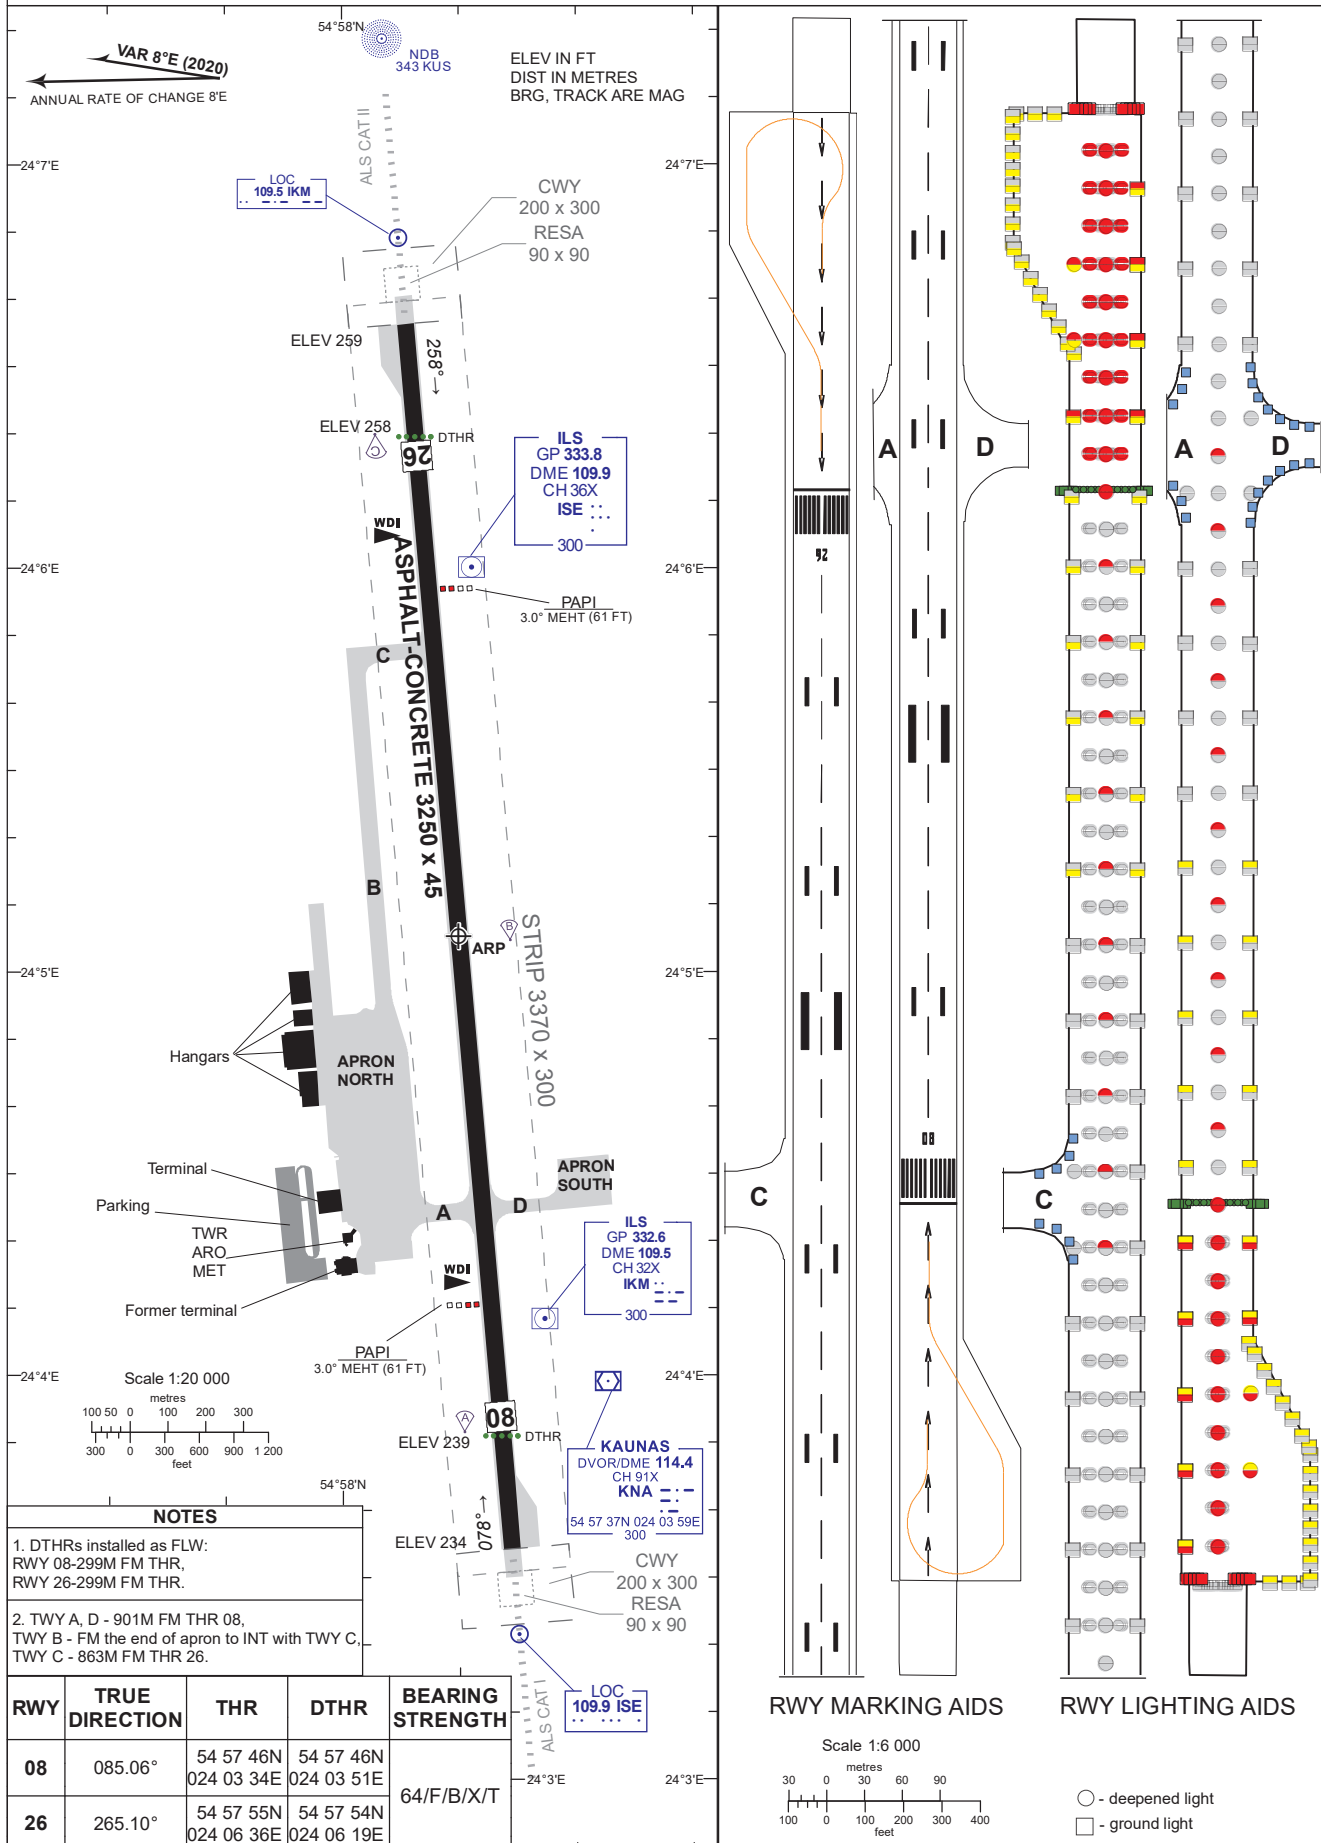 54°58'N
VAR 8°E (2020)
ANNUAL RATE OF CHANGE 8'E
NDB
343 KUS
ELEV IN FT
DIST IN METRES
BRG, TRACK ARE MAG
ALS CAT II
24°7'E
24°7'E
LOC
109.5 IKM
CWY
200 x 300
RESA
90 x 90
ELEV 259
258°
ELEV 258
C
DTHR
26
ILS
GP 333.8
DME 109.9
CH 36X
ISE
300
WDI
24°6'E
24°6'E
PAPI
3.0° MEHT (61 FT)
ASPHALT-CONCRETE 3250 x 45
C
B
B
ARP
STRIP 3370 x 300
24°5'E
24°5'E
Hangars
APRON
NORTH
Terminal
Parking
TWR
ARO
MET
Former terminal
APRON
SOUTH
A
D
ILS
GP 332.6
DME 109.5
CH 32X
IKM
300
WDI
PAPI
3.0° MEHT (61 FT)
24°4'E
24°4'E
Scale 1:20 000
metres
100 50 0 100 200 300
300 0 300 600 900 1 200
feet
A
08
ELEV 239
DTHR
KAUNAS
DVOR/DME 114.4
CH 91X
KNA
54 57 37N 024 03 59E
300
54°58'N
ELEV 234
078°
CWY
200 x 300
RESA
90 x 90
LOC
109.9 ISE
ALS CAT I
24°3'E
24°3'E
NOTES
1. DTHRs installed as FLW:
RWY 08-299M FM THR,
RWY 26-299M FM THR.
2. TWY A, D - 901M FM THR 08,
TWY B - FM the end of apron to INT with TWY C,
TWY C - 863M FM THR 26.
RWY TRUE DIRECTION THR DTHR BEARING STRENGTH
08 085.06° 54 57 46N 024 03 34E 54 57 46N 024 03 51E 64/F/B/X/T
26 265.10° 54 57 55N 024 06 36E 54 57 54N 024 06 19E
A
D
26
08
C
RWY MARKING AIDS
A
D
C
RWY LIGHTING AIDS
Scale 1:6 000
metres
30 0 30 60 90
100 0 100 200 300 400
feet
- deepened light
- ground light